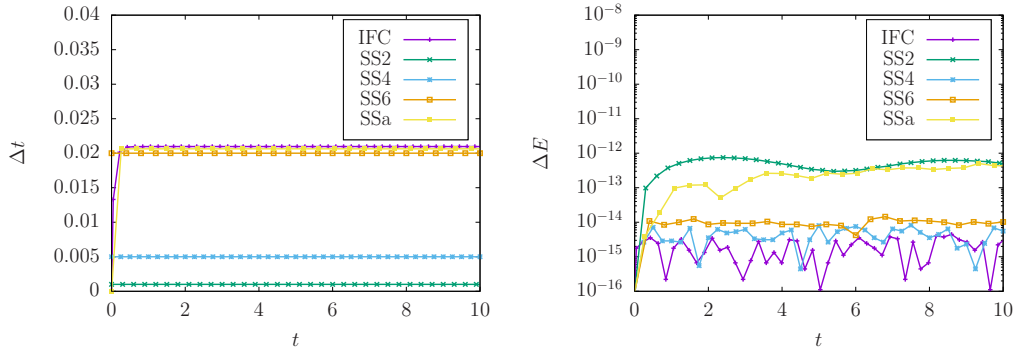 0.04
0.035
0.03
0.025
0.02
0.015
0.01
0.005
0
Δt
0 2 4 6 8 10
t
IFC
SS2
SS4
SS6
SSa
10⁻⁸
10⁻⁹
10⁻¹⁰
10⁻¹¹
10⁻¹²
10⁻¹³
10⁻¹⁴
10⁻¹⁵
10⁻¹⁶
ΔE
0 2 4 6 8 10
t
IFC
SS2
SS4
SS6
SSa